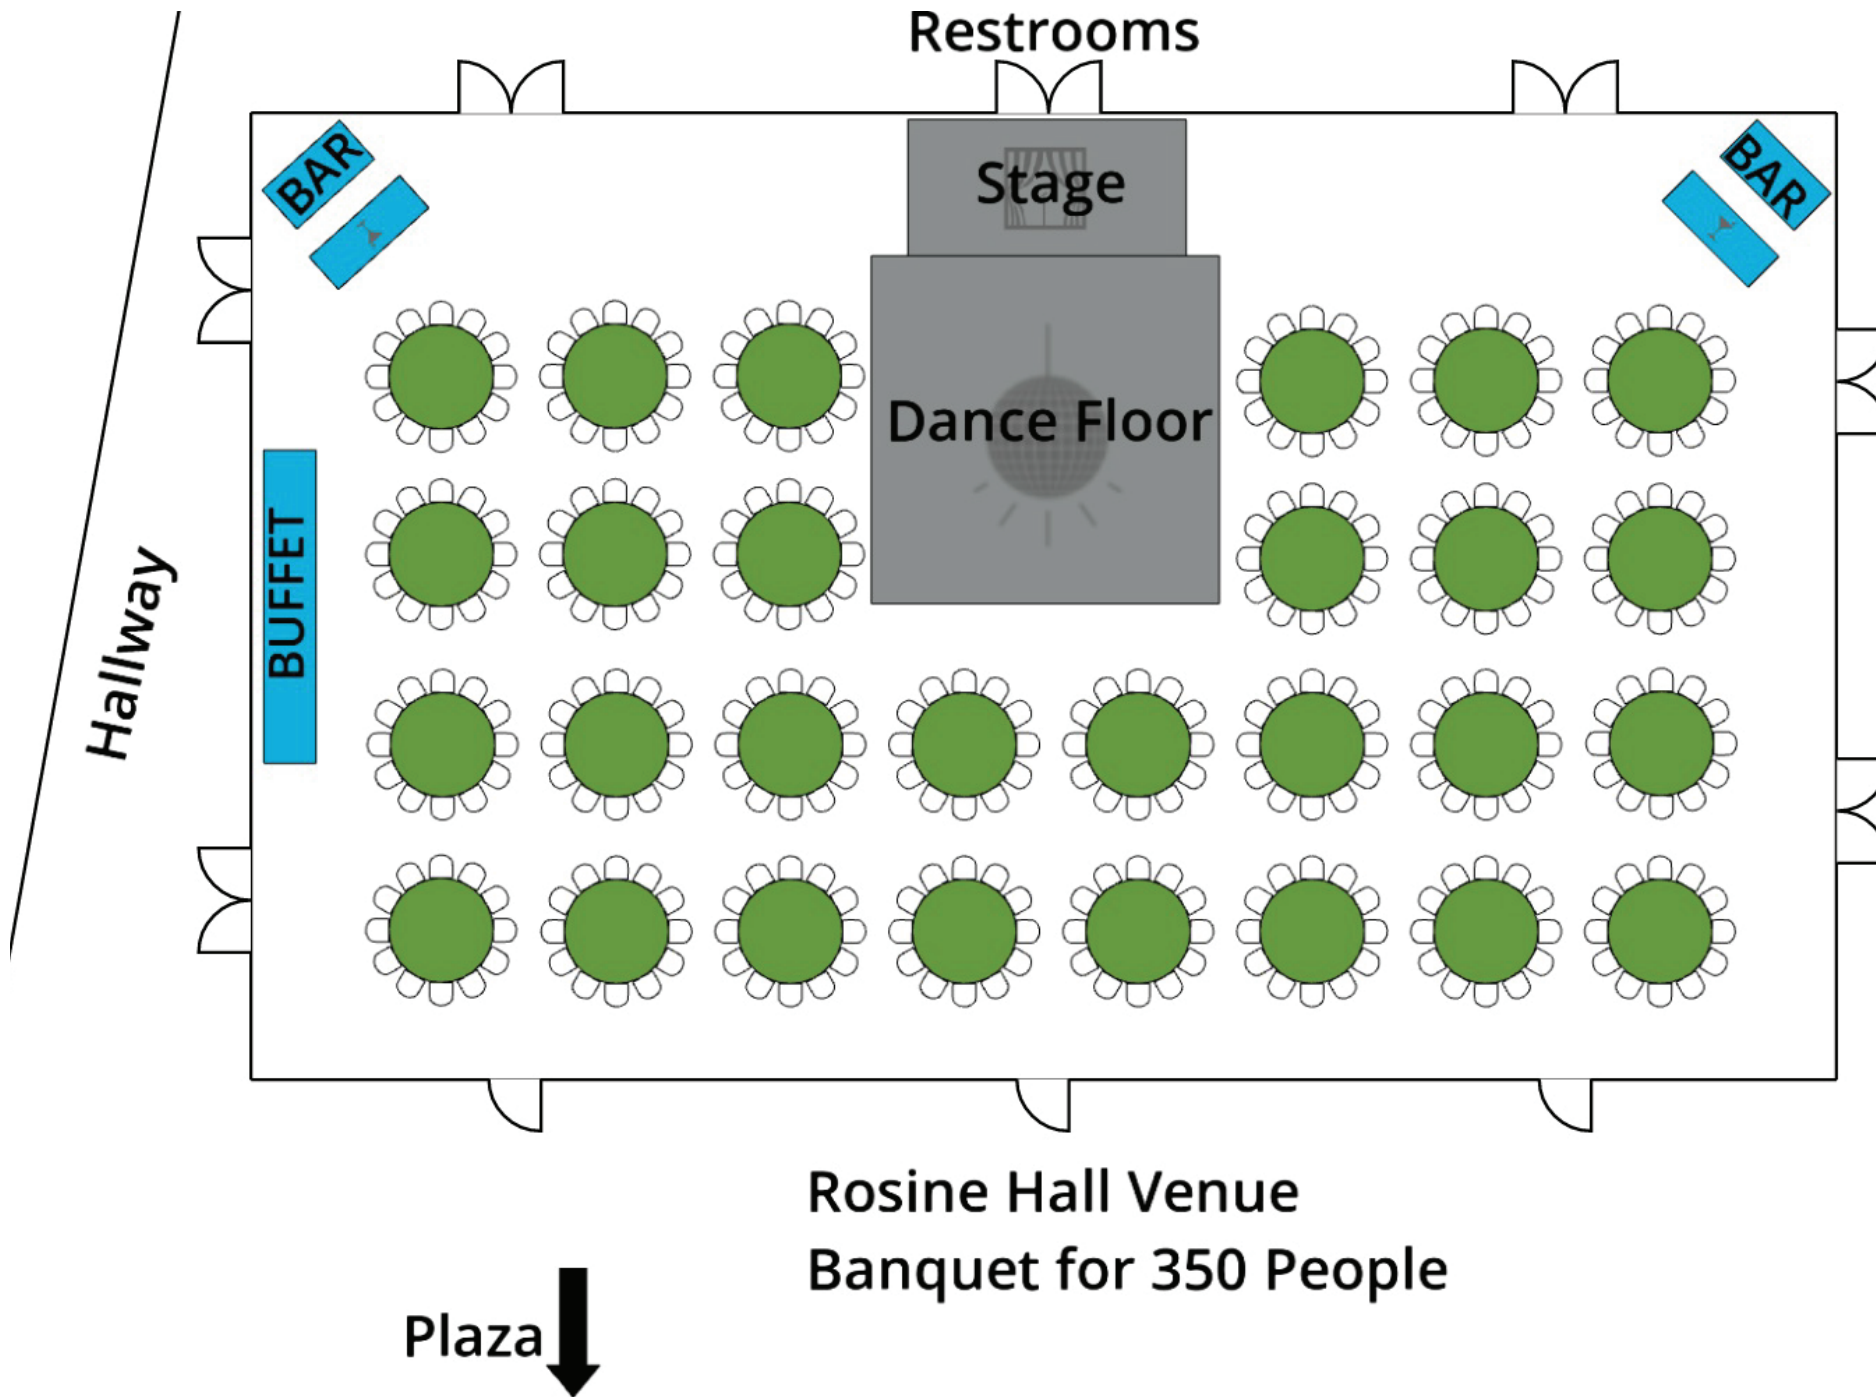 Restrooms
BAR
Stage
BAR
Dance Floor
BUFFET
Hallway
Rosine Hall Venue
Banquet for 350 People
Plaza